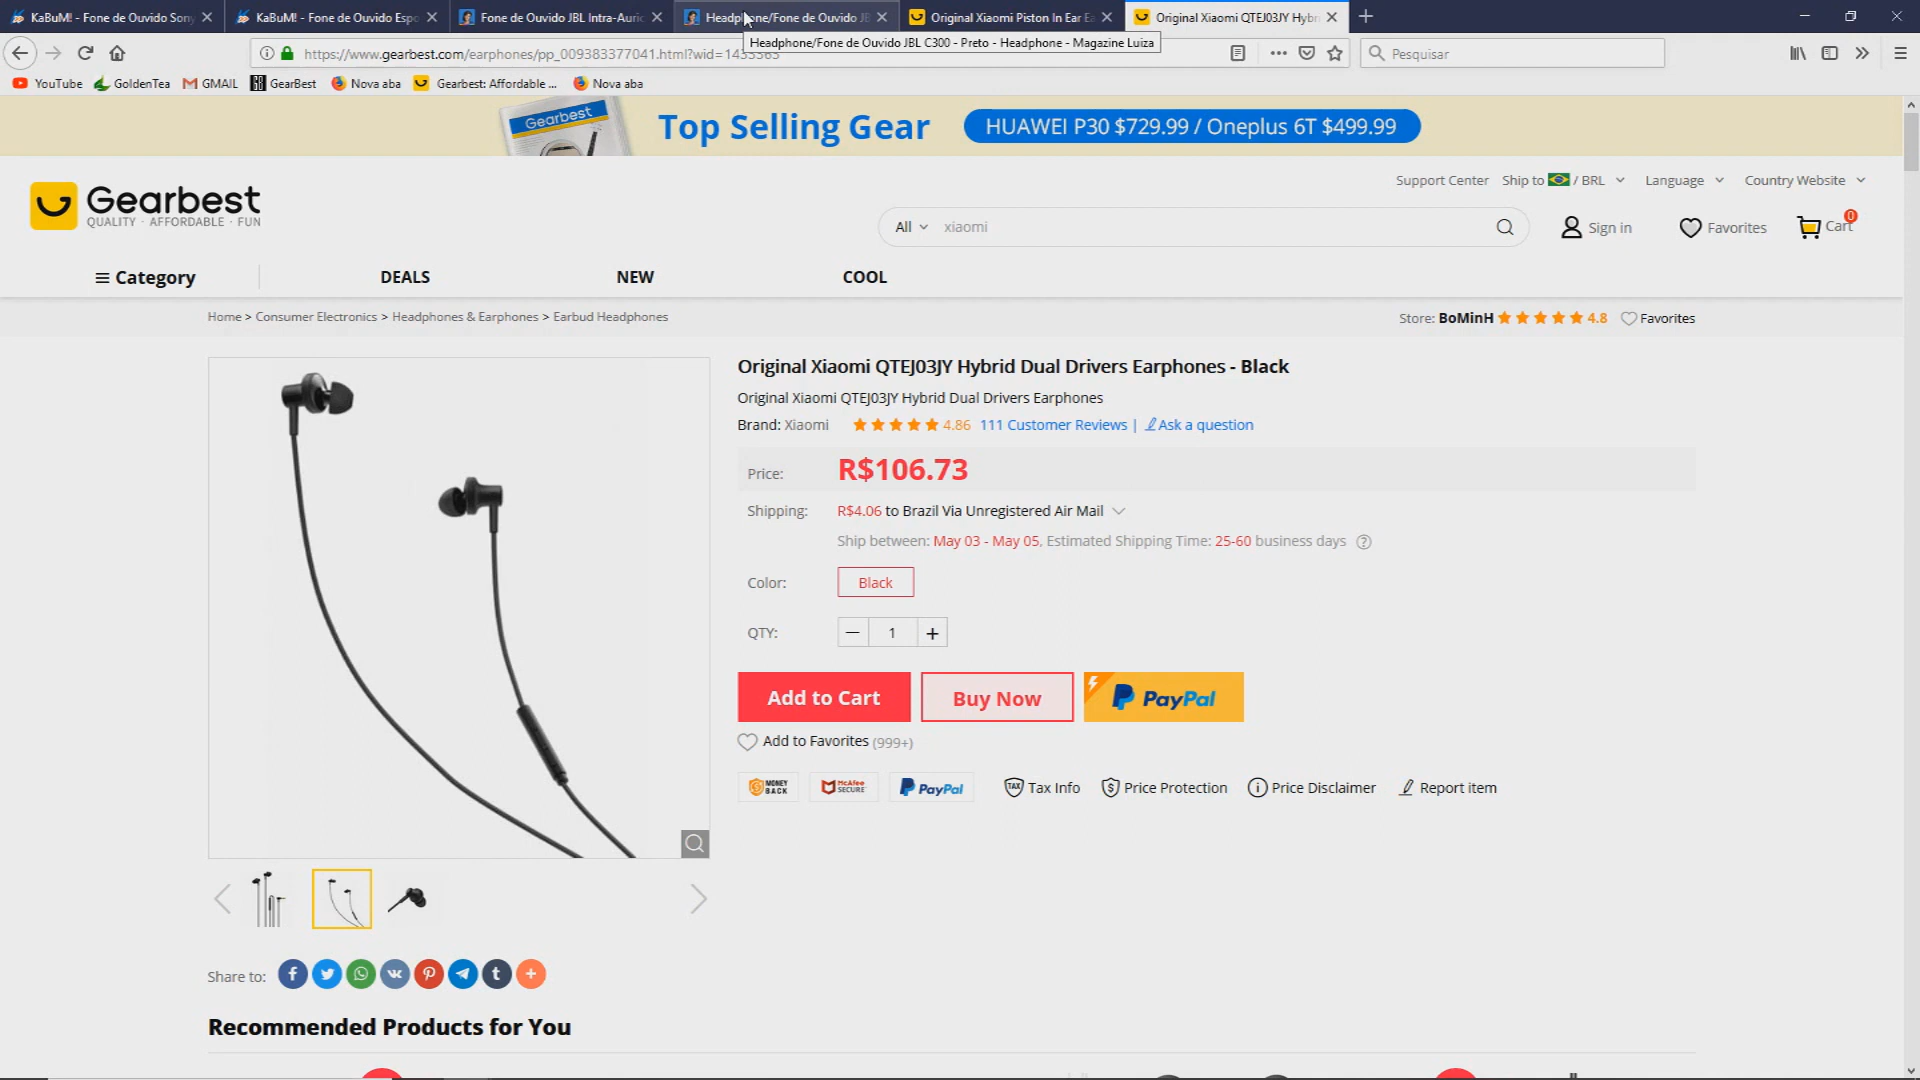 KaBuM! - Fone de Ouvido Sony
KaBuM! - Fone de Ouvido Espo
Fone de Ouvido JBL Intra-Auric
Headphone/Fone de Ouvido JB
Original Xiaomi Piston In Ear Ea
Original Xiaomi QTEJ03JY Hybri
Headphone/Fone de Ouvido JBL C300 - Preto - Headphone - Magazine Luiza
https://www.gearbest.com/earphones/pp_009383377041.html?wid=1433363
Pesquisar
YouTube
GoldenTea
GMAIL
GearBest
Nova aba
Gearbest: Affordable ...
Nova aba
Gearbest
Top Selling Gear
HUAWEI P30 $729.99 / Oneplus 6T $499.99
Support Center
Ship to / BRL
Language
Country Website
Gearbest
QUALITY · AFFORDABLE · FUN
All
xiaomi
Sign in
Favorites
Cart
0
Category
DEALS
NEW
COOL
Home > Consumer Electronics > Headphones & Earphones > Earbud Headphones
Store: BoMinH 4.8
Favorites
Original Xiaomi QTEJ03JY Hybrid Dual Drivers Earphones - Black
Original Xiaomi QTEJ03JY Hybrid Dual Drivers Earphones
Brand: Xiaomi 4.86 111 Customer Reviews | Ask a question
Price: R$106.73
Shipping: R$4.06 to Brazil Via Unregistered Air Mail
Ship between: May 03 - May 05, Estimated Shipping Time: 25-60 business days ?
Color: Black
QTY: 1
Add to Cart
Buy Now
PayPal
Add to Favorites (999+)
MONEY BACK
McAfee SECURE
PayPal
TAX Tax Info
Price Protection
Price Disclaimer
Report item
Share to:
Recommended Products for You